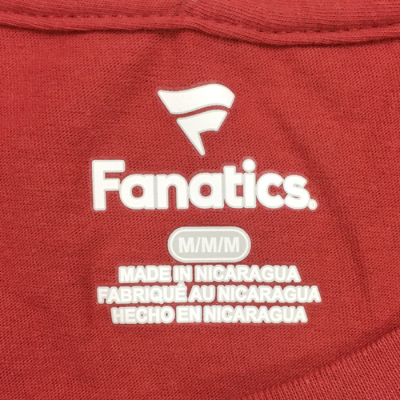 Fanatics.
M/M/M
MADE IN NICARAGUA
FABRIQUÉ AU NICARAGUA
HECHO EN NICARAGUA